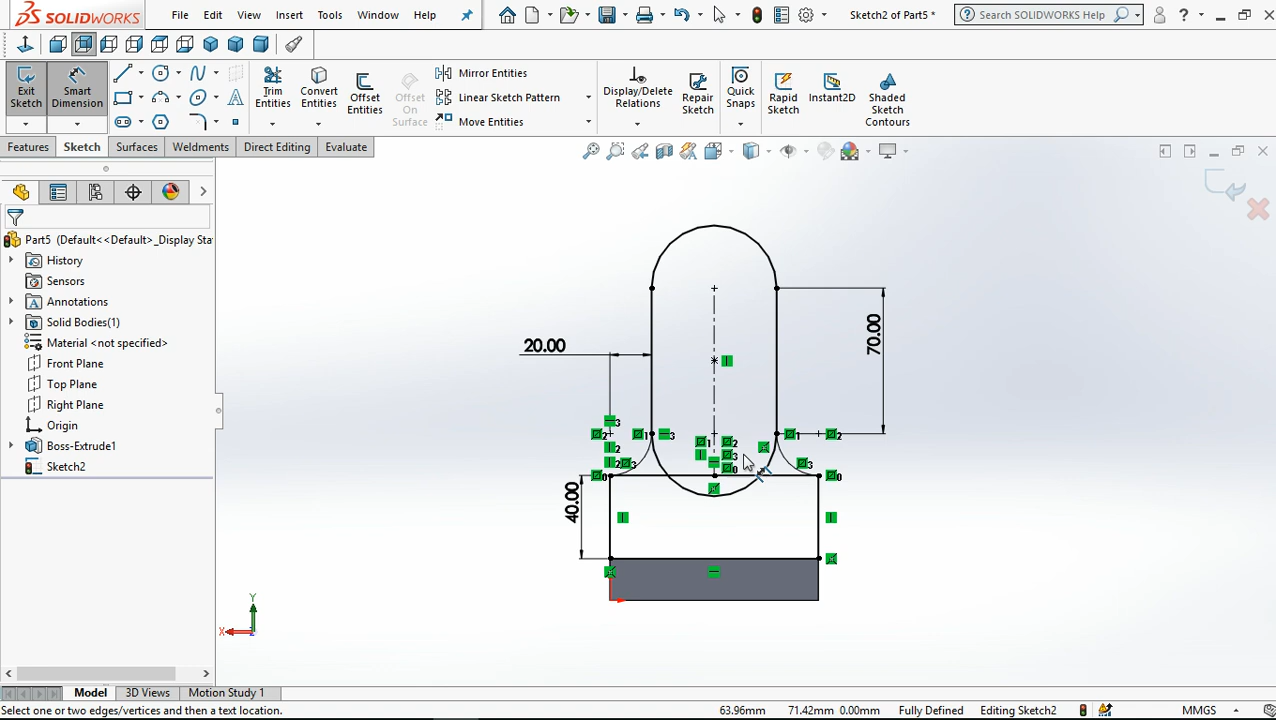 SOLIDWORKS File Edit View Insert Tools Window Help Sketch2 of Part5 * Search SOLIDWORKS Help ?
Exit Sketch
Smart Dimension
Trim Entities
Convert Entities
Offset Entities
Offset On Surface
Mirror Entities
Linear Sketch Pattern
Move Entities
Display/Delete Relations
Repair Sketch
Quick Snaps
Rapid Sketch
Instant2D
Shaded Sketch Contours
Features Sketch Surfaces Weldments Direct Editing Evaluate
Part5 (Default<<Default>_Display Sta
History
Sensors
Annotations
Solid Bodies(1)
Material <not specified>
Front Plane
Top Plane
Right Plane
Origin
Boss-Extrude1
Sketch2
20.00
70.00
40.00
Y
X
Model 3D Views Motion Study 1
Select one or two edges/vertices and then a text location. 63.96mm 71.42mm 0.00mm Fully Defined Editing Sketch2 MMGS